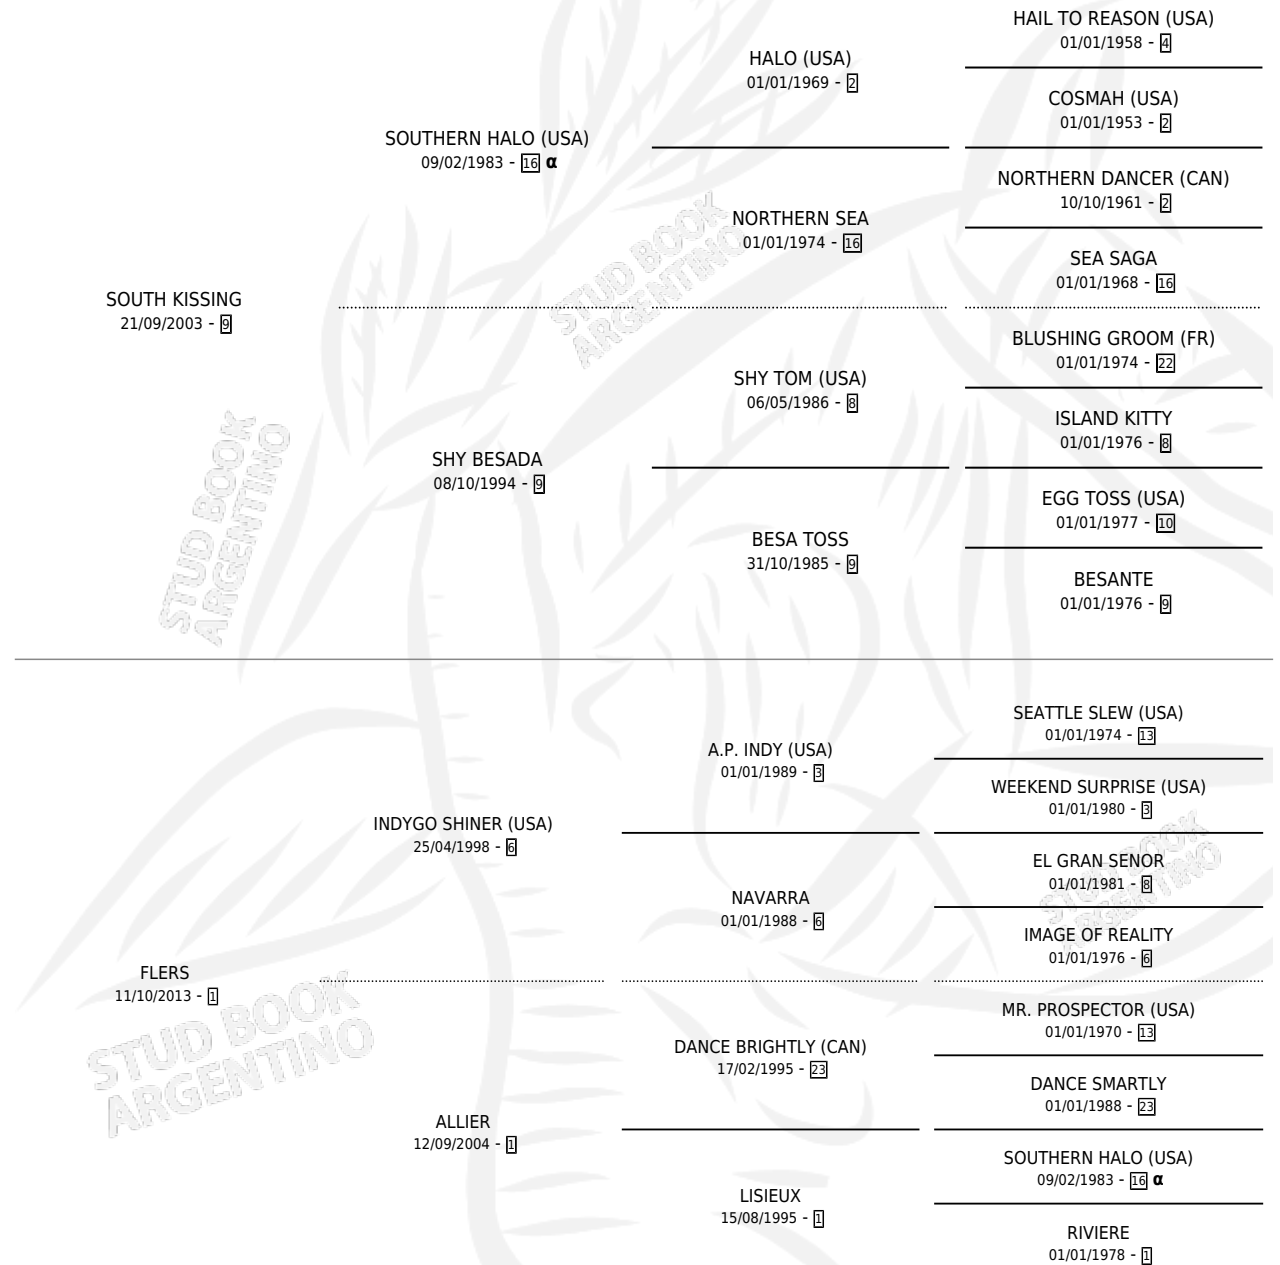 HAIL TO REASON (USA)
01/01/1958 - 4
HALO (USA)
01/01/1969 - 2
COSMAH (USA)
01/01/1953 - 2
SOUTHERN HALO (USA)
09/02/1983 - 16 α
NORTHERN DANCER (CAN)
10/10/1961 - 2
NORTHERN SEA
01/01/1974 - 16
SEA SAGA
01/01/1968 - 16
STUD BOOK
ARGENTINO
SOUTH KISSING
21/09/2003 - 9
BLUSHING GROOM (FR)
01/01/1974 - 22
SHY TOM (USA)
06/05/1986 - 8
ISLAND KITTY
01/01/1976 - 8
SHY BESADA
08/10/1994 - 9
EGG TOSS (USA)
01/01/1977 - 10
BESA TOSS
31/10/1985 - 9
BESANTE
01/01/1976 - 9
STUD BOOK
ARGENTINO
SEATTLE SLEW (USA)
01/01/1974 - 13
A.P. INDY (USA)
01/01/1989 - 3
WEEKEND SURPRISE (USA)
01/01/1980 - 3
INDYGO SHINER (USA)
25/04/1998 - 6
EL GRAN SENOR
01/01/1981 - 8
STUD BOOK
ARGENTINO
NAVARRA
01/01/1988 - 6
IMAGE OF REALITY
01/01/1976 - 6
FLERS
11/10/2013 - 1
MR. PROSPECTOR (USA)
01/01/1970 - 13
STUD BOOK
ARGENTINO
DANCE BRIGHTLY (CAN)
17/02/1995 - 23
DANCE SMARTLY
01/01/1988 - 23
ALLIER
12/09/2004 - 1
SOUTHERN HALO (USA)
09/02/1983 - 16 α
LISIEUX
15/08/1995 - 1
RIVIERE
01/01/1978 - 1